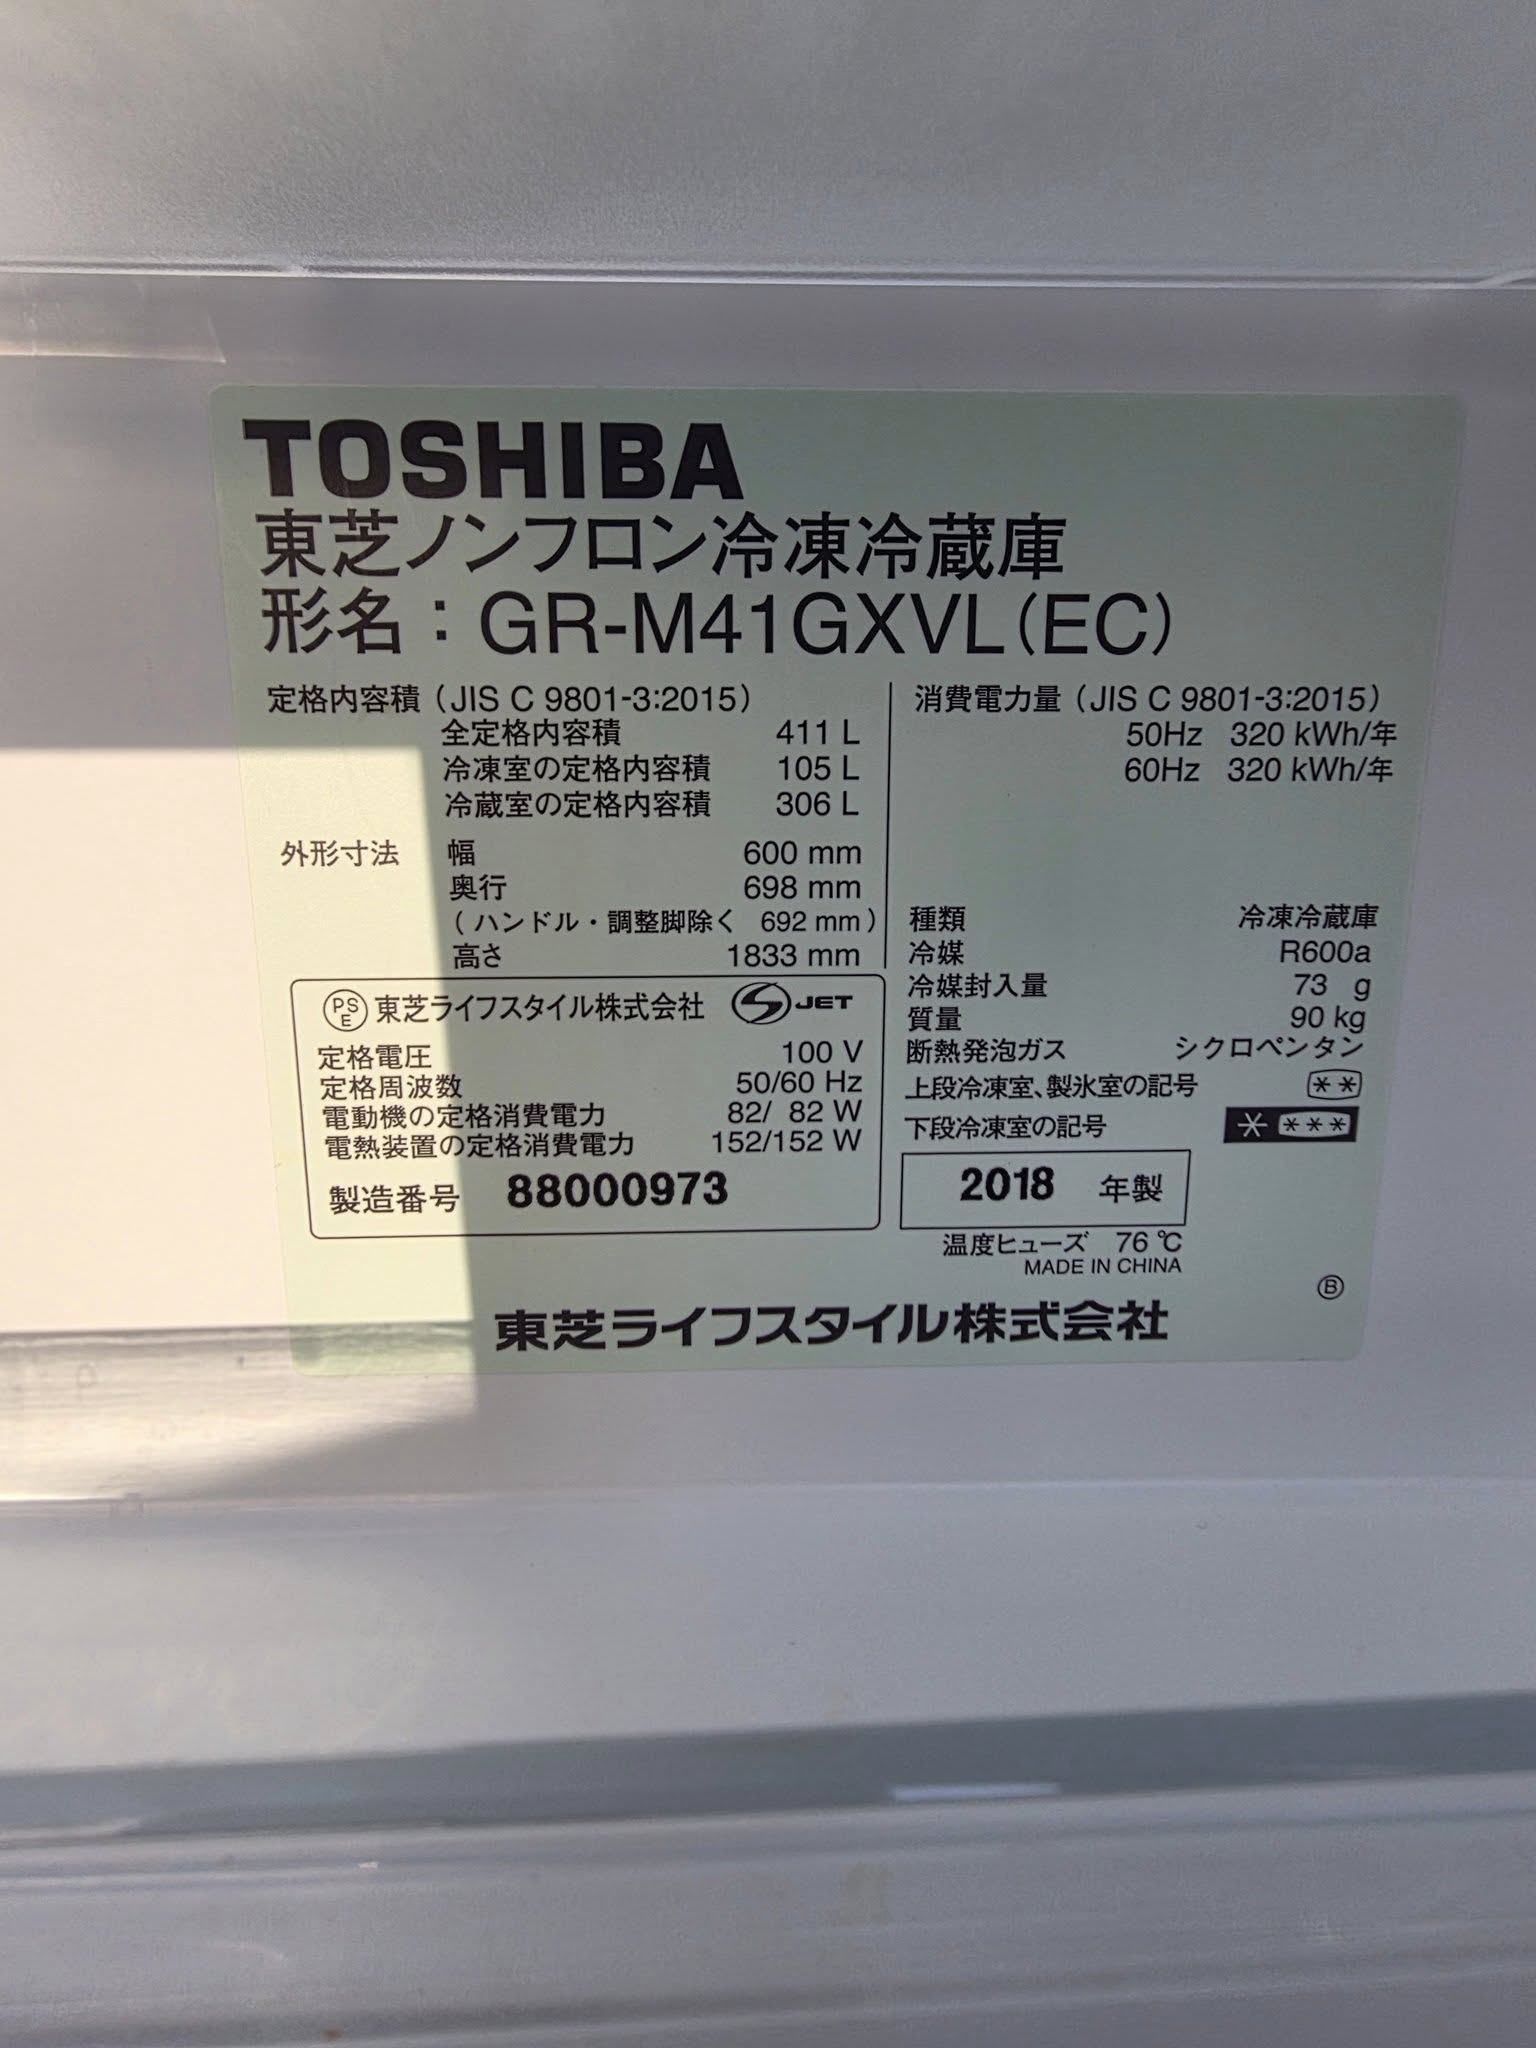 TOSHIBA
東芝ノンフロン冷凍冷蔵庫
形名：GR-M41GXVL(EC)
定格内容積（JIS C 9801-3:2015）
全定格内容積 411 L
冷凍室の定格内容積 105 L
冷蔵室の定格内容積 306 L
外形寸法 幅 600 mm
奥行 698 mm
（ハンドル・調整脚除く 692 mm）
高さ 1833 mm
消費電力量（JIS C 9801-3:2015）
50Hz 320 kWh/年
60Hz 320 kWh/年
種類 冷凍冷蔵庫
冷媒 R600a
冷媒封入量 73 g
質量 90 kg
断熱発泡ガス シクロペンタン
上段冷凍室、製氷室の記号 **
下段冷凍室の記号 * ***
PSE 東芝ライフスタイル株式会社 S JET
定格電圧 100 V
定格周波数 50/60 Hz
電動機の定格消費電力 82/ 82 W
電熱装置の定格消費電力 152/152 W
製造番号 88000973
2018 年製
温度ヒューズ 76 ℃
MADE IN CHINA
Ⓑ
東芝ライフスタイル株式会社